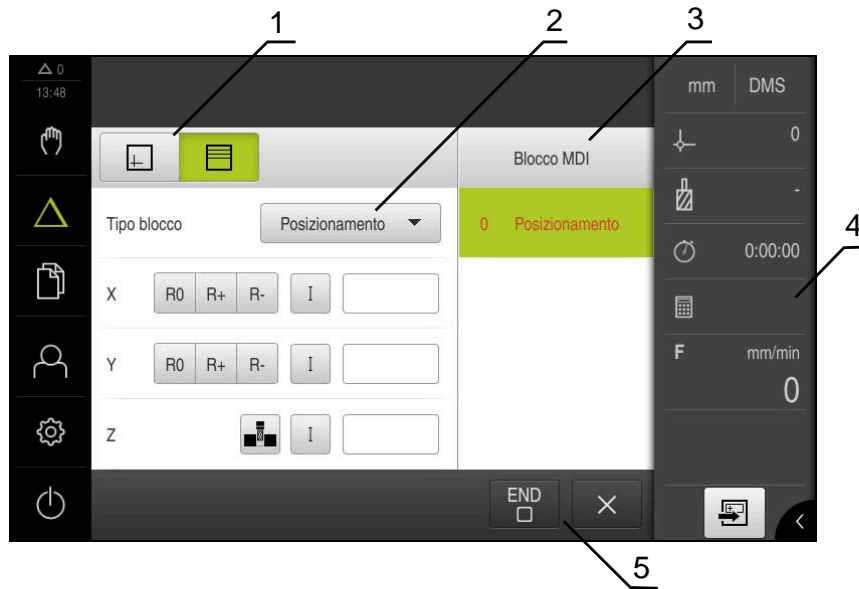 1
2
3
4
5
0
13:48
mm
DMS
0
-
0:00:00
F
mm/min
0
Blocco MDI
Tipo blocco
Posizionamento
0 Posizionamento
X R0 R+ R- I
Y R0 R+ R- I
Z I
END